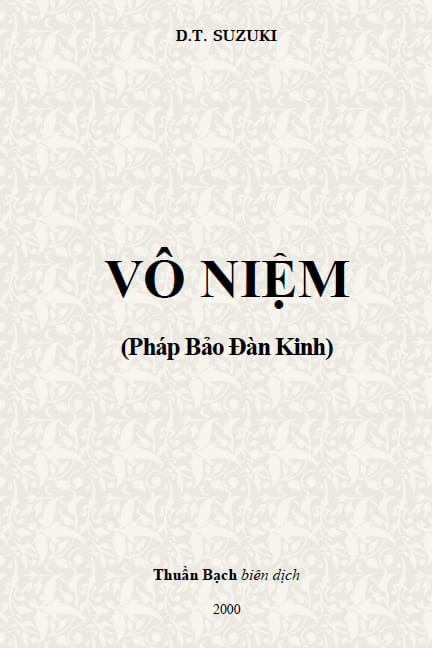 D.T. SUZUKI
VÔ NIỆM
(Pháp Bảo Đàn Kinh)
Thuần Bạch biên dịch
2000